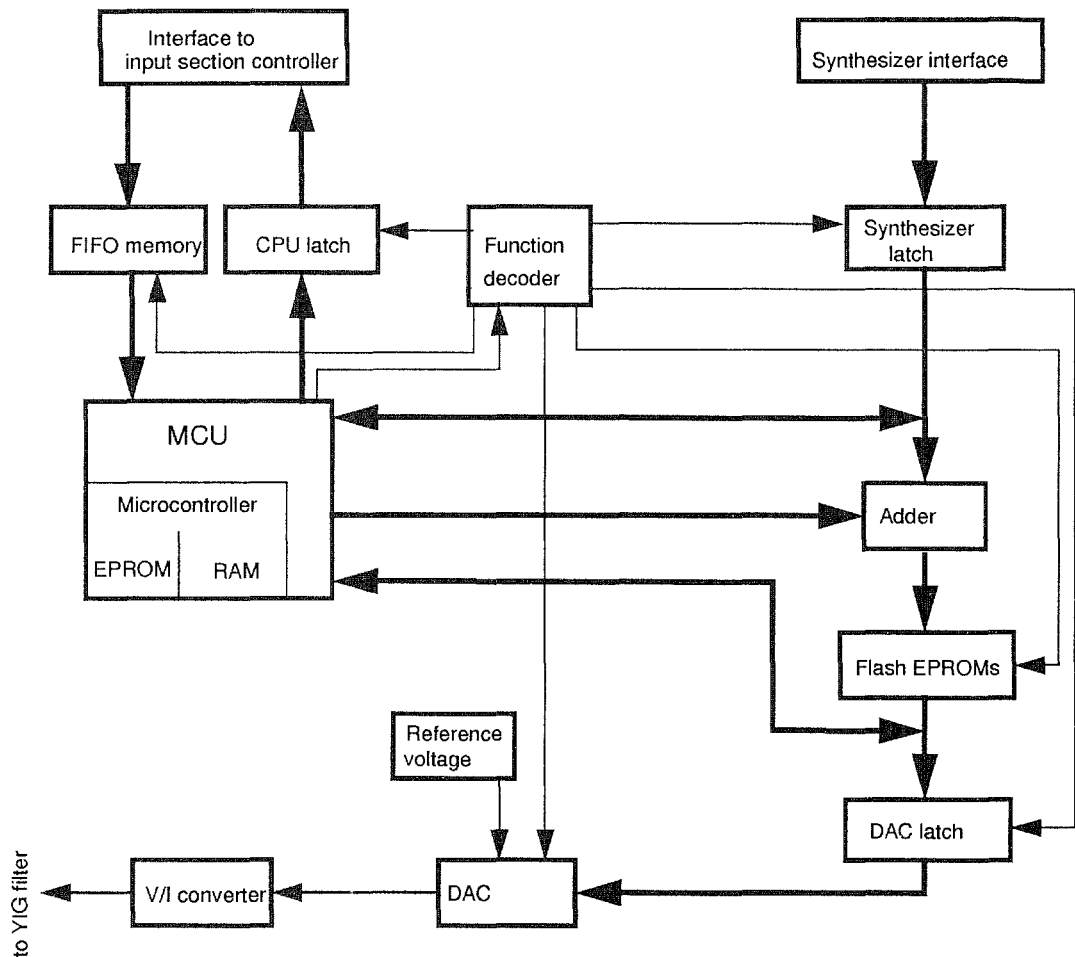 Interface to
input section controller
Synthesizer interface
FIFO memory
CPU latch
Function
decoder
Synthesizer
latch
MCU
Microcontroller
EPROM
RAM
Adder
Flash EPROMs
Reference
voltage
DAC latch
to YIG filter
V/I converter
DAC